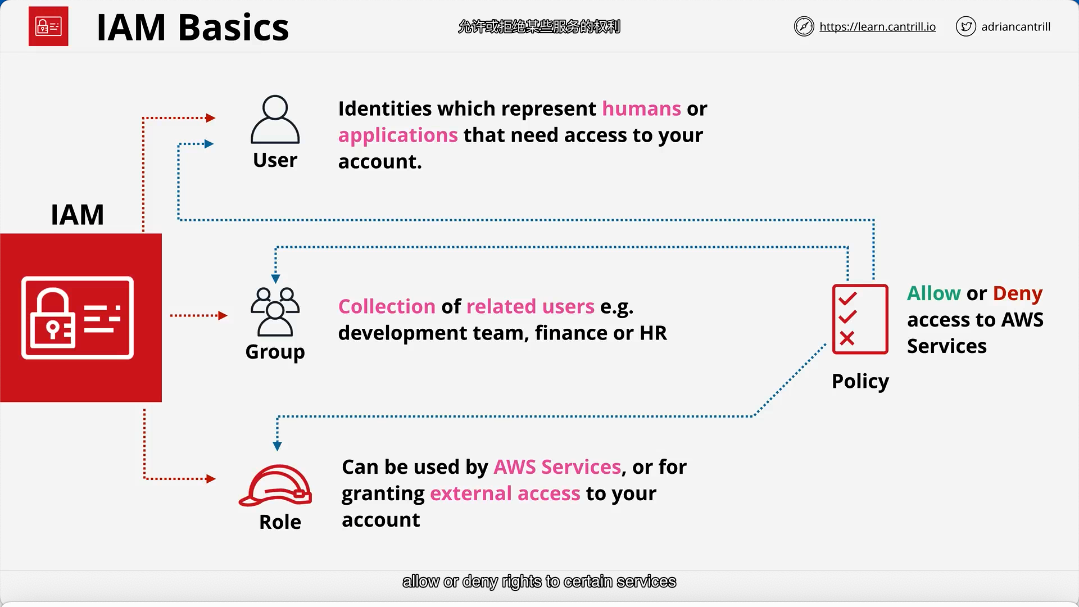 IAM Basics
允许或拒绝某些服务的权利
https://learn.cantrill.io
adriancantrill
Identities which represent humans or
applications that need access to your
account.
User
IAM
Collection of related users e.g.
development team, finance or HR
Group
Allow or Deny
access to AWS
Services
Policy
Can be used by AWS Services, or for
granting external access to your
account
Role
allow or deny rights to certain services